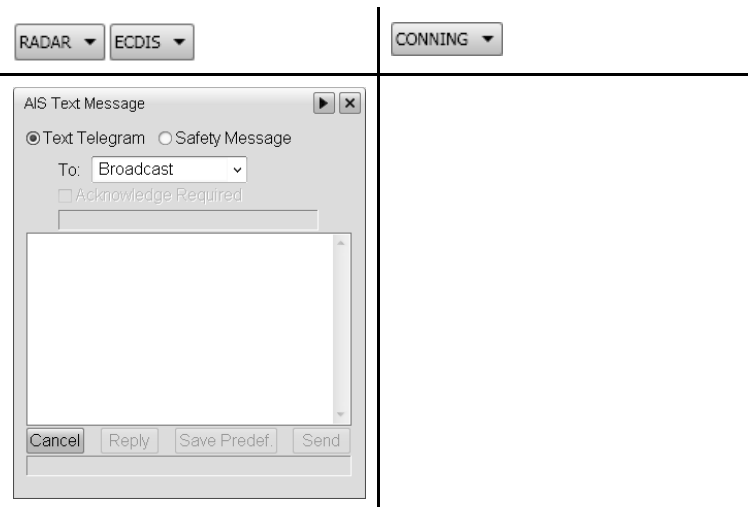 RADAR ECDIS CONNING
AIS Text Message
Text Telegram Safety Message
To: Broadcast
Acknowledge Required
Cancel Reply Save Predef. Send